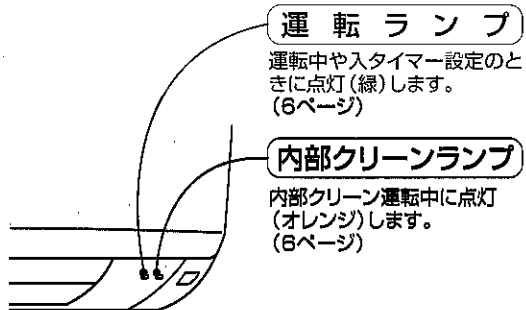 運転ランプ
運転中や入タイマー設定のと
きに点灯(緑)します。
(6ページ)
内部クリーンランプ
内部クリーン運転中に点灯
(オレンジ)します。
(6ページ)